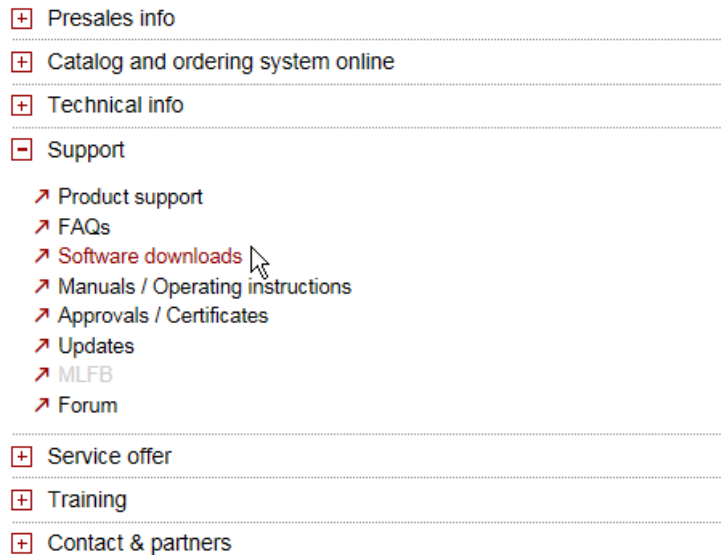 Presales info
Catalog and ordering system online
Technical info
Support
Product support
FAQs
Software downloads
Manuals / Operating instructions
Approvals / Certificates
Updates
MLFB
Forum
Service offer
Training
Contact & partners